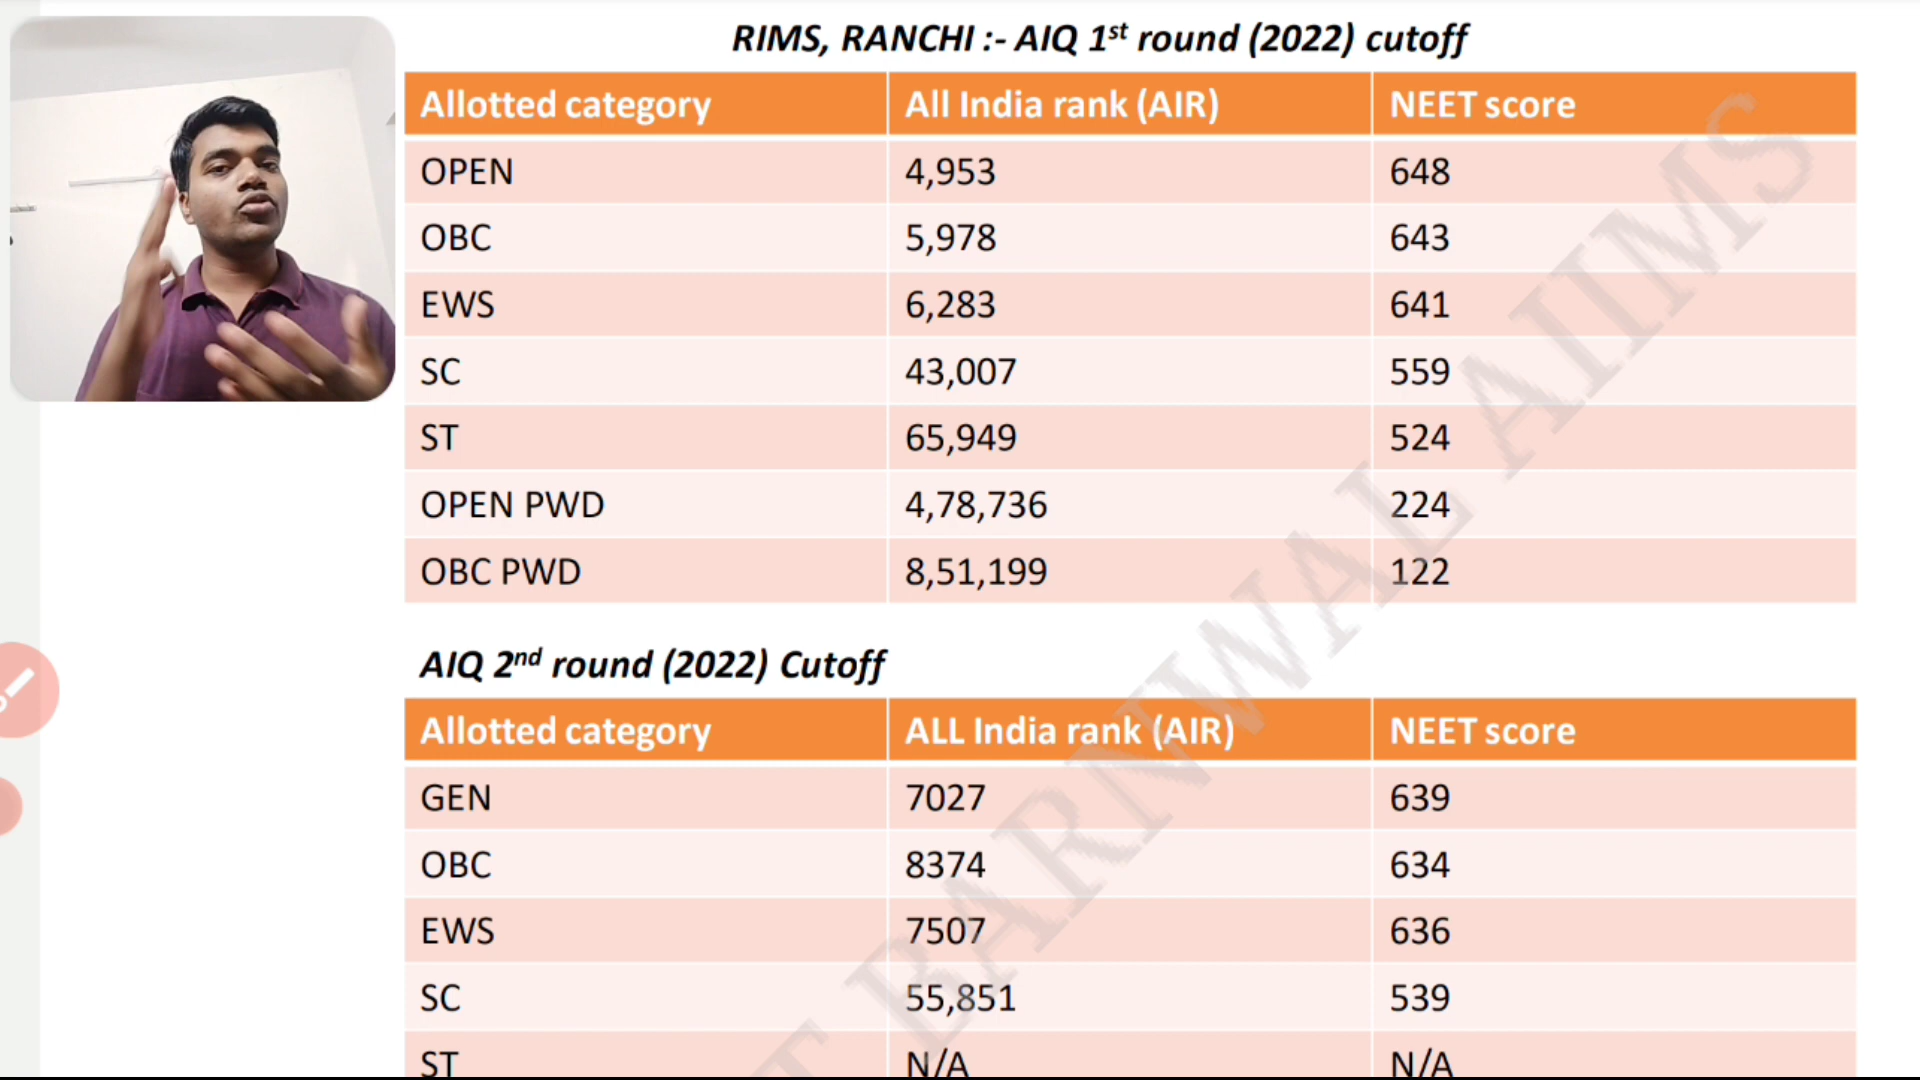 RIMS, RANCHI :- AIQ 1st round (2022) cutoff
Allotted category All India rank (AIR) NEET score
OPEN 4,953 648
OBC 5,978 643
EWS 6,283 641
SC 43,007 559
ST 65,949 524
OPEN PWD 4,78,736 224
OBC PWD 8,51,199 122
AIQ 2nd round (2022) Cutoff
Allotted category ALL India rank (AIR) NEET score
GEN 7027 639
OBC 8374 634
EWS 7507 636
SC 55,851 539
ST N/A N/A
BARNWAL AIIMS